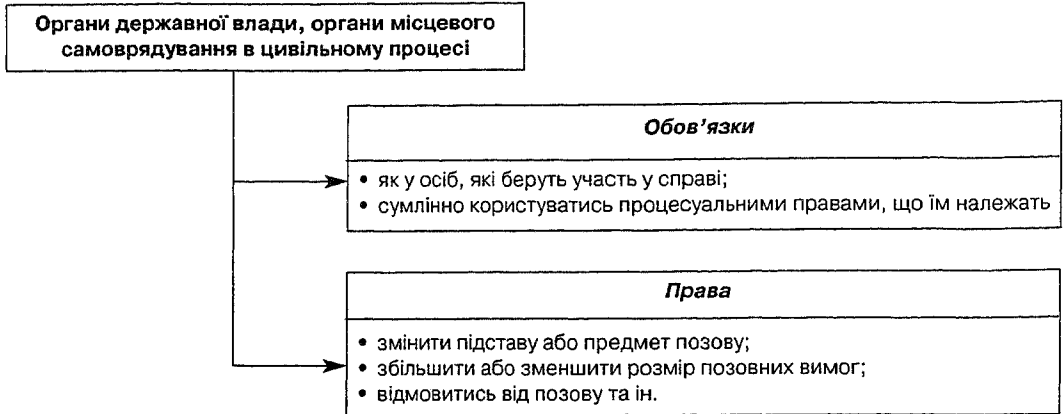 Органи державної влади, органи місцевого
самоврядування в цивільному процесі
Обов'язки
• як у осіб, які беруть участь у справі;
• сумлінно користуватись процесуальними правами, що їм належать
Права
• змінити підставу або предмет позову;
• збільшити або зменшити розмір позовних вимог;
• відмовитись від позову та ін.